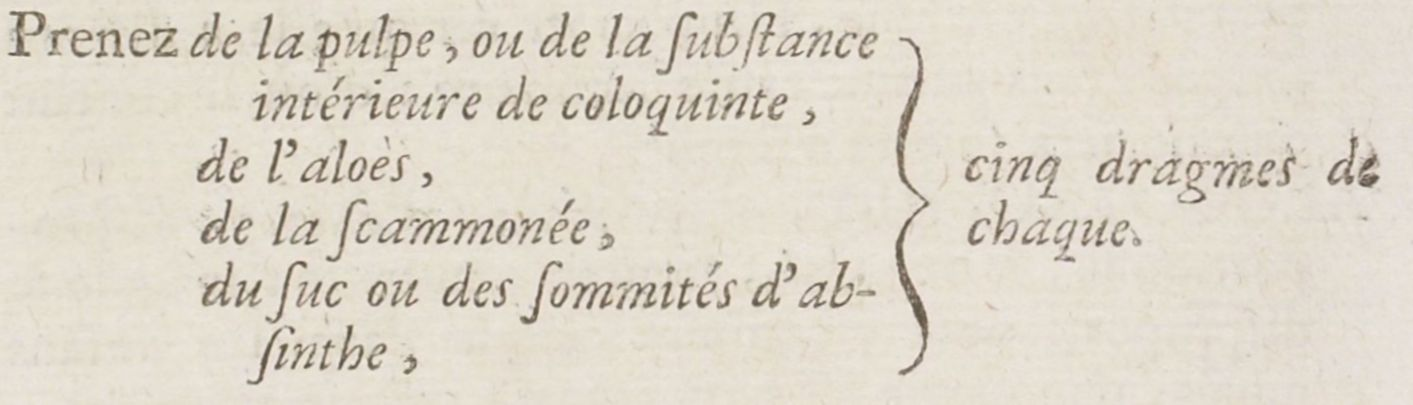 Prenez de la pulpe, ou de la ſubſtance
intérieure de coloquinte,
de l'aloès,
de la ſcammonée,
du ſuc ou des ſommités d'ab-
ſinthe,
cinq dragmes de
chaque.